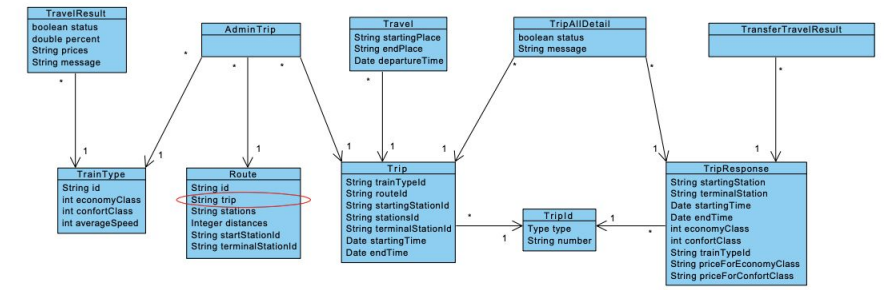 TravelResult
boolean status
double percent
String prices
String message
AdminTrip
Travel
String startingPlace
String endPlace
Date departureTime
TripAllDetail
boolean status
String message
TransferTravelResult
*
*
*
*
*
*
*
*
1
1
1
1
1
1
1
1
TrainType
String id
int economyClass
int confortClass
int averageSpeed
Route
String id
String trip
String stations
Integer distances
String startStationId
String terminalStationId
Trip
String trainTypeId
String routeId
String startingStationId
String stationsId
String terminalStationId
Date startingTime
Date endTime
*
1
TripId
Type type
String number
1
*
TripResponse
String startingStation
String terminalStation
Date startingTime
Date endTime
int economyClass
int confortClass
String trainTypeId
String priceForEconomyClass
String priceForConfortClass